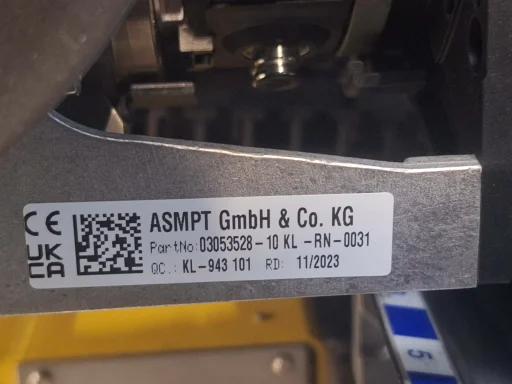 CE
UK
CA
ASMPT GmbH & Co. KG
PartNo:03053528-10 KL -RN-0031
QC.: KL-943 101 RD: 11/2023
5